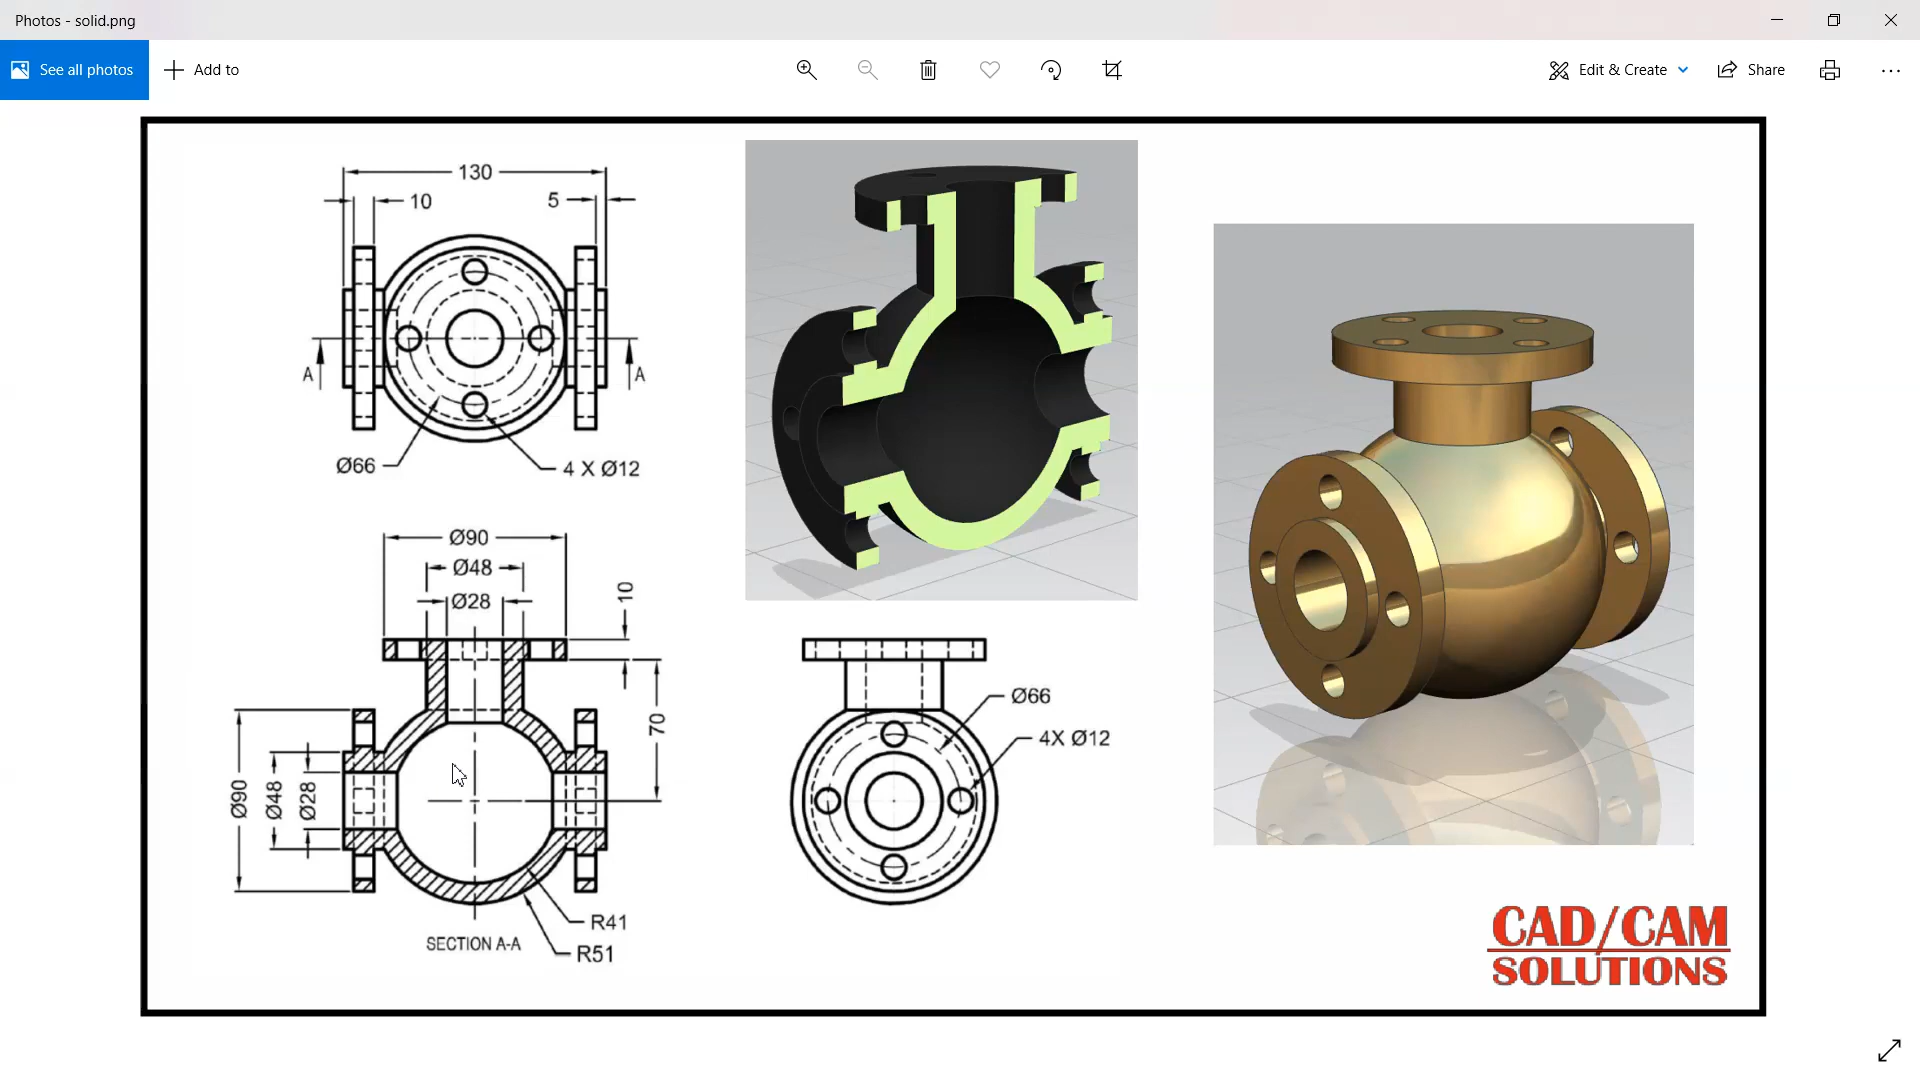 Photos - solid.png
See all photos
Add to
Edit & Create
Share
130
10
5
A
A
Ø66
4 X Ø12
Ø90
Ø48
Ø28
10
70
Ø90
Ø48
Ø28
R41
R51
SECTION A-A
Ø66
4X Ø12
CAD/CAM
SOLUTIONS